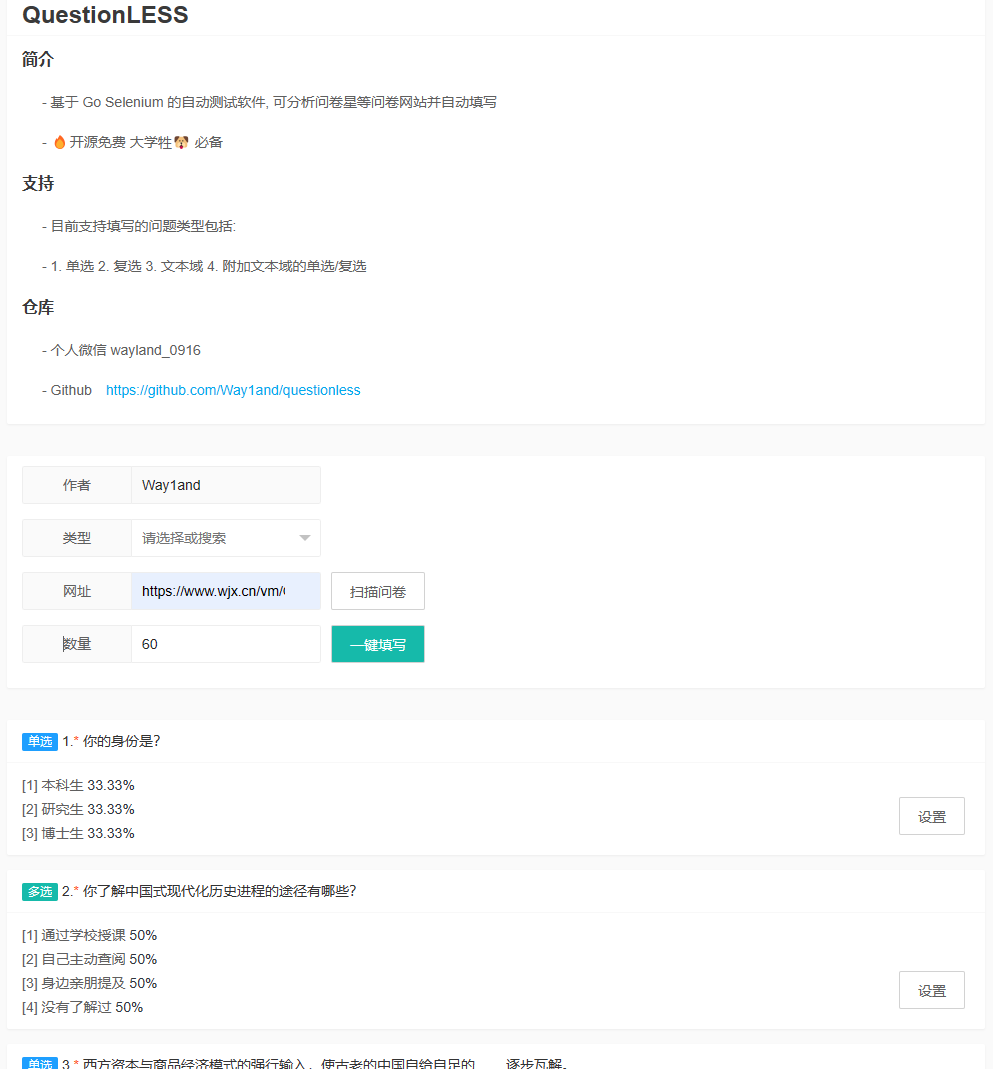 QuestionLESS
简介
- 基于 Go Selenium 的自动测试软件, 可分析问卷星等问卷网站并自动填写
- 🔥 开源免费 大学牲🐶 必备
支持
- 目前支持填写的问题类型包括:
- 1. 单选 2. 复选 3. 文本域 4. 附加文本域的单选/复选
仓库
- 个人微信 wayland_0916
- Github https://github.com/Way1and/questionless
作者 Way1and
类型 请选择或搜索
网址 https://www.wjx.cn/vm/ 扫描问卷
数量 60 一键填写
单选 1.* 你的身份是?
[1] 本科生 33.33%
[2] 研究生 33.33%
[3] 博士生 33.33%
设置
多选 2.* 你了解中国式现代化历史进程的途径有哪些?
[1] 通过学校授课 50%
[2] 自己主动查阅 50%
[3] 身边亲朋提及 50%
[4] 没有了解过 50%
设置
单选 3.* 西方资本与商品经济模式的强行输入，使古老的中国自给自足的 逐步瓦解。